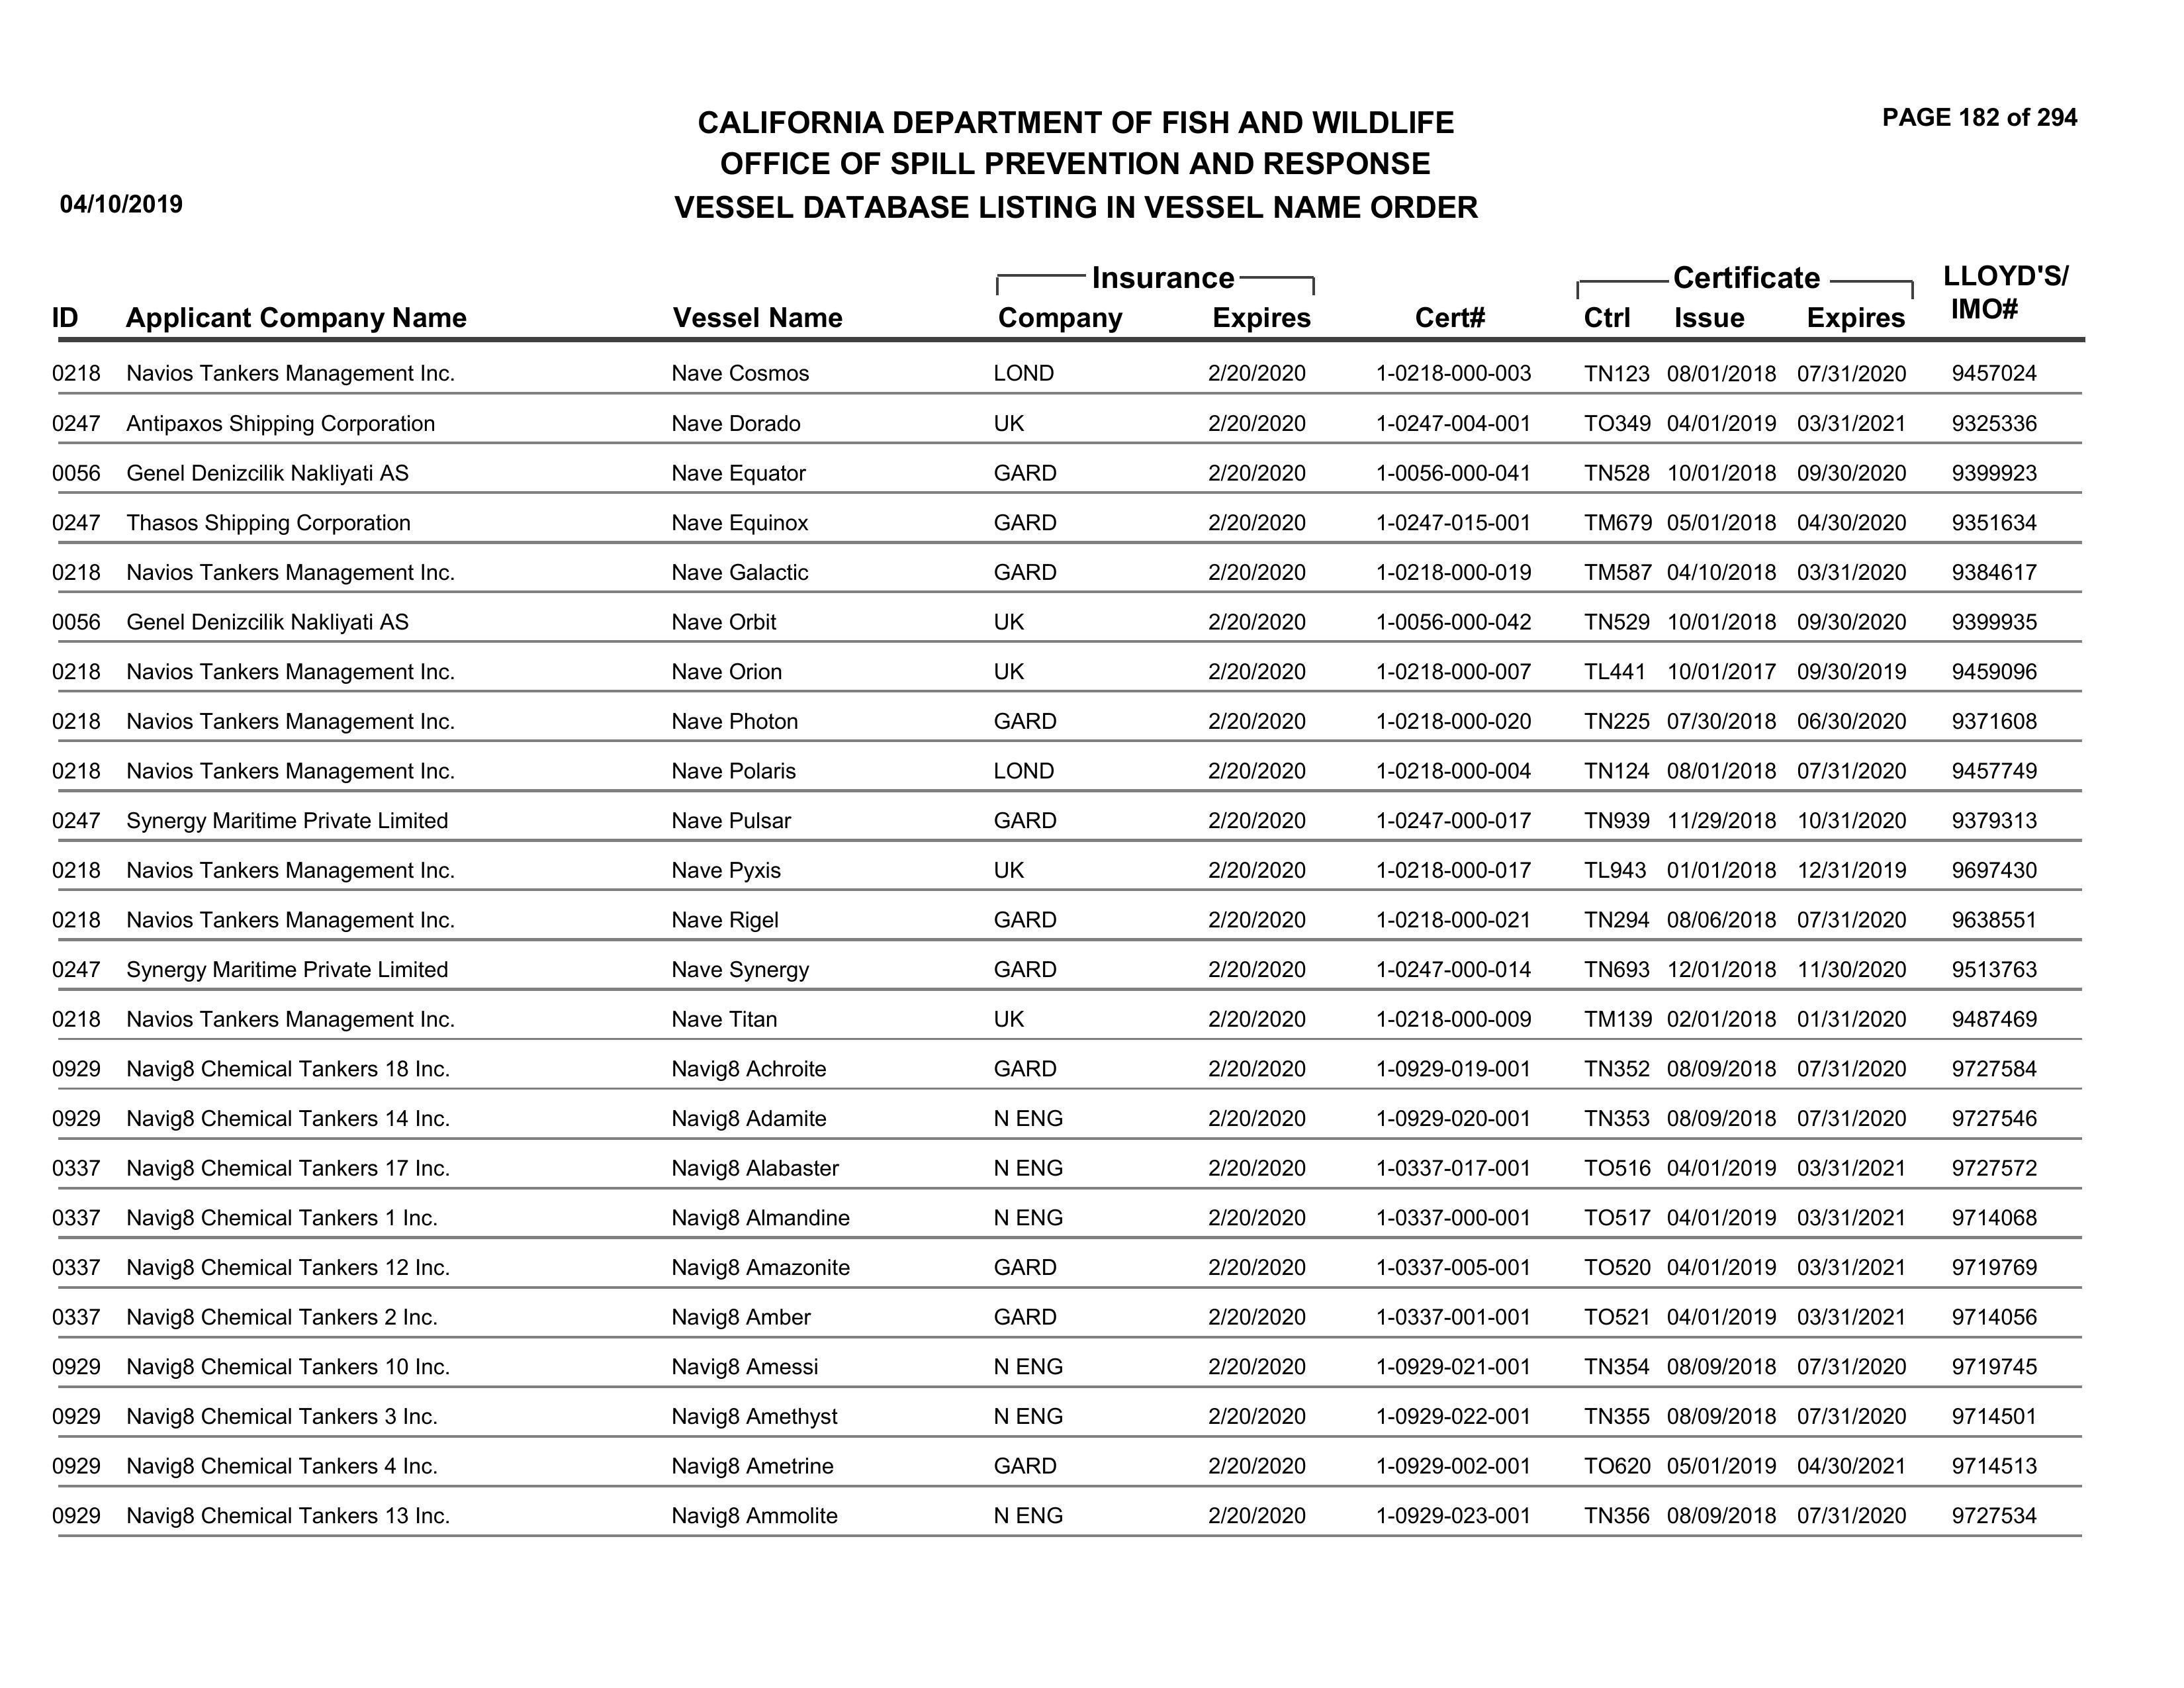 PAGE 182 of 294
CALIFORNIA DEPARTMENT OF FISH AND WILDLIFE
OFFICE OF SPILL PREVENTION AND RESPONSE
04/10/2019 VESSEL DATABASE LISTING IN VESSEL NAME ORDER
Insurance Certificate LLOYD'S/
ID Applicant Company Name Vessel Name Company Expires Cert# Ctrl Issue Expires IMO#
0218 Navios Tankers Management Inc. Nave Cosmos LOND 2/20/2020 1-0218-000-003 TN123 08/01/2018 07/31/2020 9457024
0247 Antipaxos Shipping Corporation Nave Dorado UK 2/20/2020 1-0247-004-001 TO349 04/01/2019 03/31/2021 9325336
0056 Genel Denizcilik Nakliyati AS Nave Equator GARD 2/20/2020 1-0056-000-041 TN528 10/01/2018 09/30/2020 9399923
0247 Thasos Shipping Corporation Nave Equinox GARD 2/20/2020 1-0247-015-001 TM679 05/01/2018 04/30/2020 9351634
0218 Navios Tankers Management Inc. Nave Galactic GARD 2/20/2020 1-0218-000-019 TM587 04/10/2018 03/31/2020 9384617
0056 Genel Denizcilik Nakliyati AS Nave Orbit UK 2/20/2020 1-0056-000-042 TN529 10/01/2018 09/30/2020 9399935
0218 Navios Tankers Management Inc. Nave Orion UK 2/20/2020 1-0218-000-007 TL441 10/01/2017 09/30/2019 9459096
0218 Navios Tankers Management Inc. Nave Photon GARD 2/20/2020 1-0218-000-020 TN225 07/30/2018 06/30/2020 9371608
0218 Navios Tankers Management Inc. Nave Polaris LOND 2/20/2020 1-0218-000-004 TN124 08/01/2018 07/31/2020 9457749
0247 Synergy Maritime Private Limited Nave Pulsar GARD 2/20/2020 1-0247-000-017 TN939 11/29/2018 10/31/2020 9379313
0218 Navios Tankers Management Inc. Nave Pyxis UK 2/20/2020 1-0218-000-017 TL943 01/01/2018 12/31/2019 9697430
0218 Navios Tankers Management Inc. Nave Rigel GARD 2/20/2020 1-0218-000-021 TN294 08/06/2018 07/31/2020 9638551
0247 Synergy Maritime Private Limited Nave Synergy GARD 2/20/2020 1-0247-000-014 TN693 12/01/2018 11/30/2020 9513763
0218 Navios Tankers Management Inc. Nave Titan UK 2/20/2020 1-0218-000-009 TM139 02/01/2018 01/31/2020 9487469
0929 Navig8 Chemical Tankers 18 Inc. Navig8 Achroite GARD 2/20/2020 1-0929-019-001 TN352 08/09/2018 07/31/2020 9727584
0929 Navig8 Chemical Tankers 14 Inc. Navig8 Adamite N ENG 2/20/2020 1-0929-020-001 TN353 08/09/2018 07/31/2020 9727546
0337 Navig8 Chemical Tankers 17 Inc. Navig8 Alabaster N ENG 2/20/2020 1-0337-017-001 TO516 04/01/2019 03/31/2021 9727572
0337 Navig8 Chemical Tankers 1 Inc. Navig8 Almandine N ENG 2/20/2020 1-0337-000-001 TO517 04/01/2019 03/31/2021 9714068
0337 Navig8 Chemical Tankers 12 Inc. Navig8 Amazonite GARD 2/20/2020 1-0337-005-001 TO520 04/01/2019 03/31/2021 9719769
0337 Navig8 Chemical Tankers 2 Inc. Navig8 Amber GARD 2/20/2020 1-0337-001-001 TO521 04/01/2019 03/31/2021 9714056
0929 Navig8 Chemical Tankers 10 Inc. Navig8 Amessi N ENG 2/20/2020 1-0929-021-001 TN354 08/09/2018 07/31/2020 9719745
0929 Navig8 Chemical Tankers 3 Inc. Navig8 Amethyst N ENG 2/20/2020 1-0929-022-001 TN355 08/09/2018 07/31/2020 9714501
0929 Navig8 Chemical Tankers 4 Inc. Navig8 Ametrine GARD 2/20/2020 1-0929-002-001 TO620 05/01/2019 04/30/2021 9714513
0929 Navig8 Chemical Tankers 13 Inc. Navig8 Ammolite N ENG 2/20/2020 1-0929-023-001 TN356 08/09/2018 07/31/2020 9727534